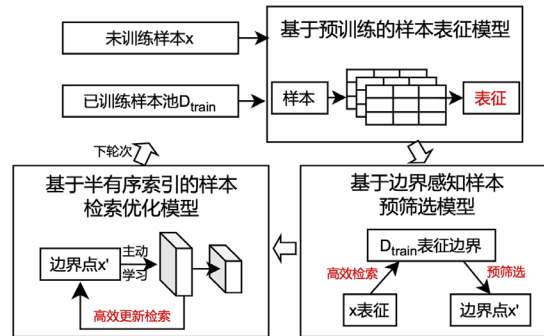 未训练样本x
基于预训练的样本表征模型
已训练样本池D_train
样本
表征
下轮次
基于半有序索引的样本
检索优化模型
边界点x'
主动
学习
高效更新检索
基于边界感知样本
预筛选模型
D_train表征边界
高效检索
预筛选
x表征
边界点x'